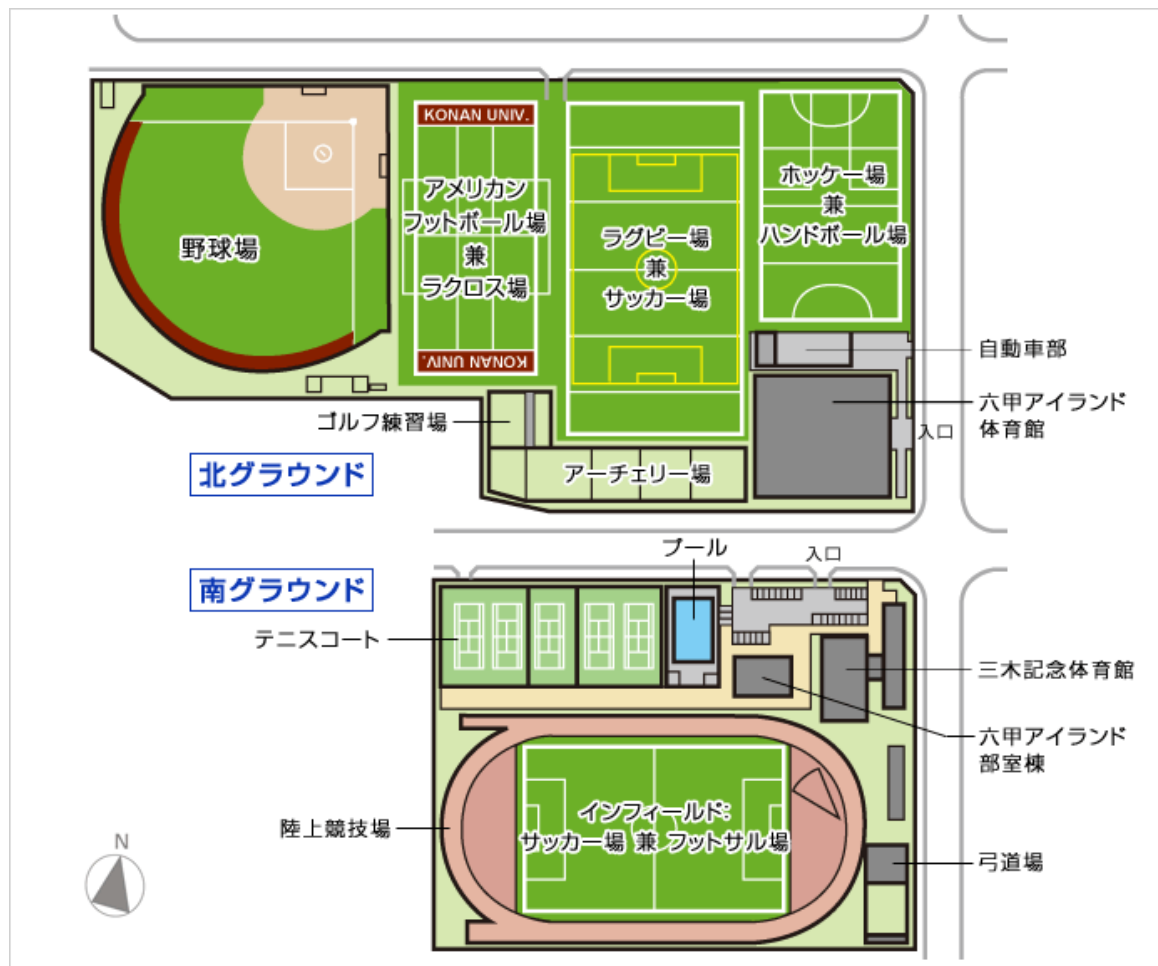 KONAN UNIV.
アメリカン
フットボール場
兼
ラクロス場
KONAN UNIV.
野球場
ラグビー場
兼
サッカー場
ホッケー場
兼
ハンドボール場
自動車部
六甲アイランド
体育館
入口
ゴルフ練習場
アーチェリー場
北グラウンド
南グラウンド
プール
入口
テニスコート
三木記念体育館
六甲アイランド
部室棟
陸上競技場
インフィールド:
サッカー場 兼 フットサル場
弓道場
N